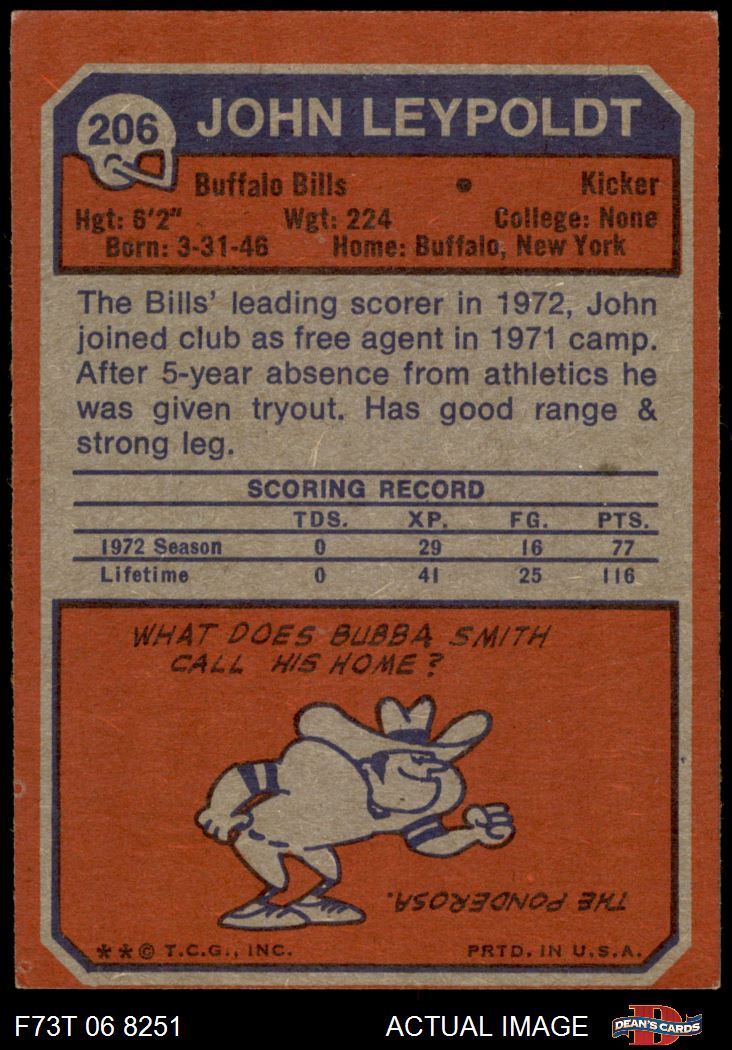 206
JOHN LEYPOLDT
Buffalo Bills • Kicker
Hgt: 6'2" Wgt: 224 College: None
Born: 3-31-46 Home: Buffalo, New York
The Bills' leading scorer in 1972, John
joined club as free agent in 1971 camp.
After 5-year absence from athletics he
was given tryout. Has good range &
strong leg.
SCORING RECORD
TDS. XP. FG. PTS.
1972 Season 0 29 16 77
Lifetime 0 41 25 116
WHAT DOES BUBBA SMITH
CALL HIS HOME?
THE PONDEROSA.
**© T.C.G., INC. PRTD. IN U.S.A.
F73T 06 8251 ACTUAL IMAGE DEAN'S CARDS